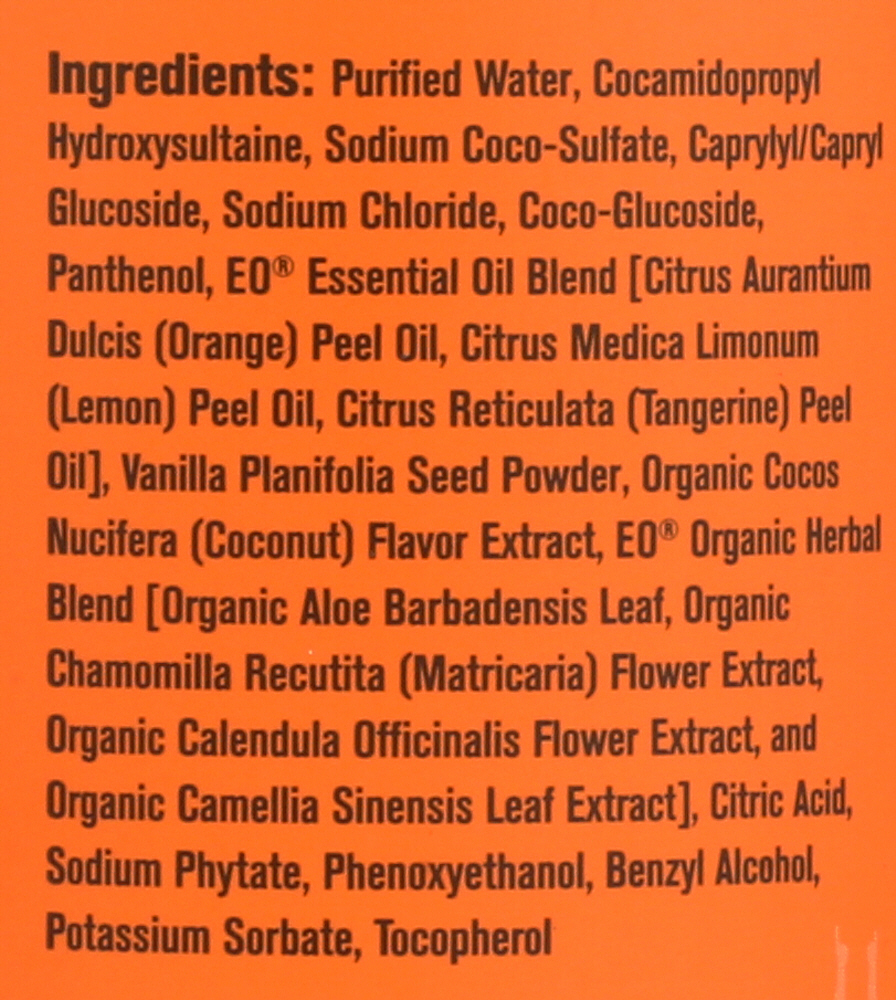 Ingredients: Purified Water, Cocamidopropyl
Hydroxysultaine, Sodium Coco-Sulfate, Caprylyl/Capryl
Glucoside, Sodium Chloride, Coco-Glucoside,
Panthenol, EO® Essential Oil Blend [Citrus Aurantium
Dulcis (Orange) Peel Oil, Citrus Medica Limonum
(Lemon) Peel Oil, Citrus Reticulata (Tangerine) Peel
Oil], Vanilla Planifolia Seed Powder, Organic Cocos
Nucifera (Coconut) Flavor Extract, EO® Organic Herbal
Blend [Organic Aloe Barbadensis Leaf, Organic
Chamomilla Recutita (Matricaria) Flower Extract,
Organic Calendula Officinalis Flower Extract, and
Organic Camellia Sinensis Leaf Extract], Citric Acid,
Sodium Phytate, Phenoxyethanol, Benzyl Alcohol,
Potassium Sorbate, Tocopherol